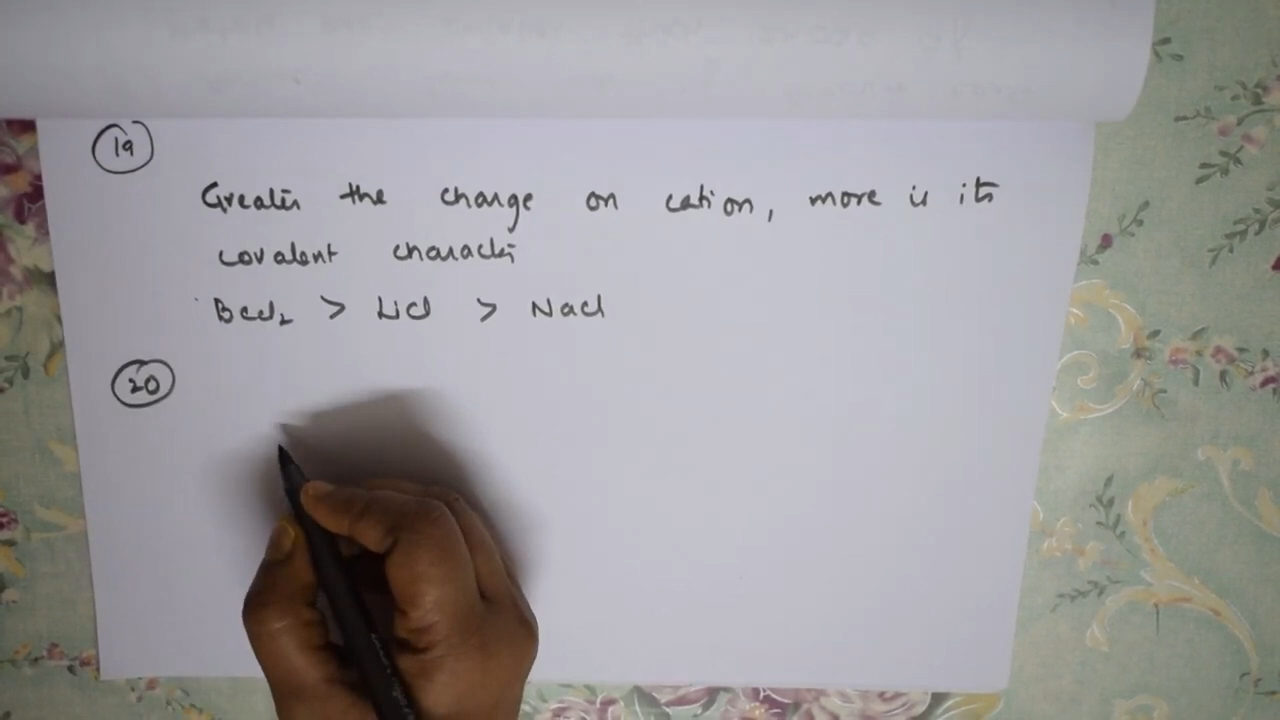 19
Greater the charge on cation, more is its
covalent character
BeCl₂ > LiCl > NaCl
20